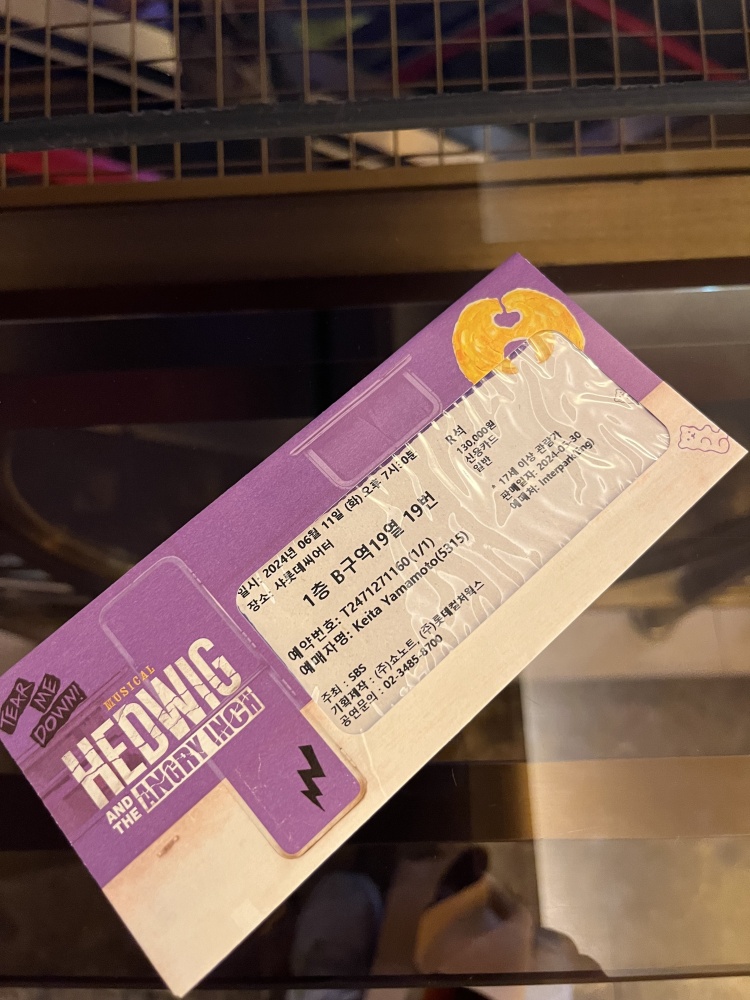 TEAR
ME
DOWN!
MUSICAL
HEDWIG
AND THE ANGRY INCH
일시: 2024년 06월 11일 (화) 오후 7시: 0분
장소: 샤롯데씨어터
1층 B구역19열 19번
예약번호: T2471271160(1/1)
예매자명: Keita Yamamoto(5315)
주최 : SBS
기획제작 : (주)쇼노트, (주)롯데컬처웍스
공연문의 : 02-3485-8700
R석
130,000원
신용카드
일반
* 17세 이상 관람가
판매일자: 30
예매처: Interpark